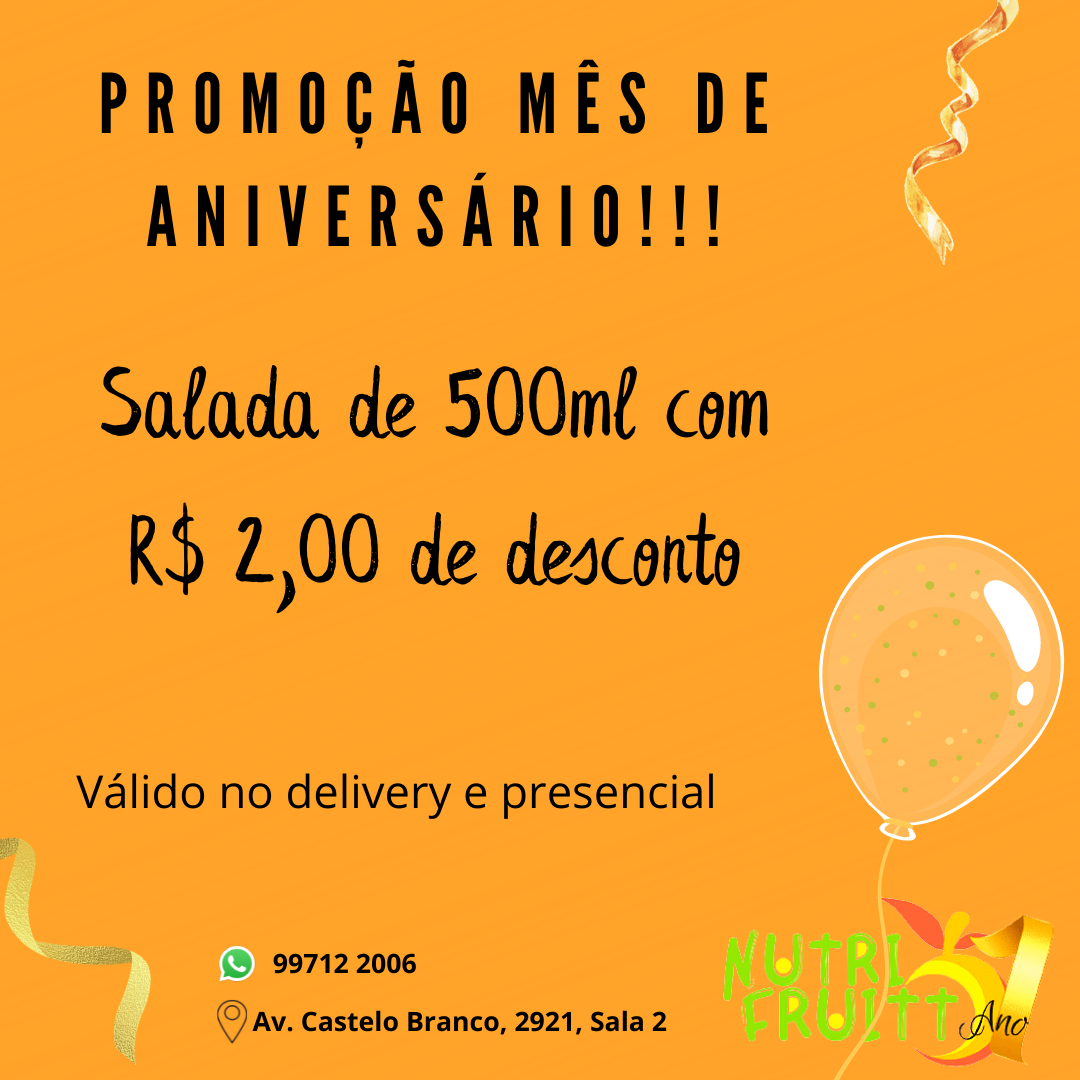 PROMOÇÃO MÊS DE
ANIVERSÁRIO!!!
Salada de 500ml com
R$ 2,00 de desconto
Válido no delivery e presencial
99712 2006
Av. Castelo Branco, 2921, Sala 2
NUTRI
FRUITT
1 Ano